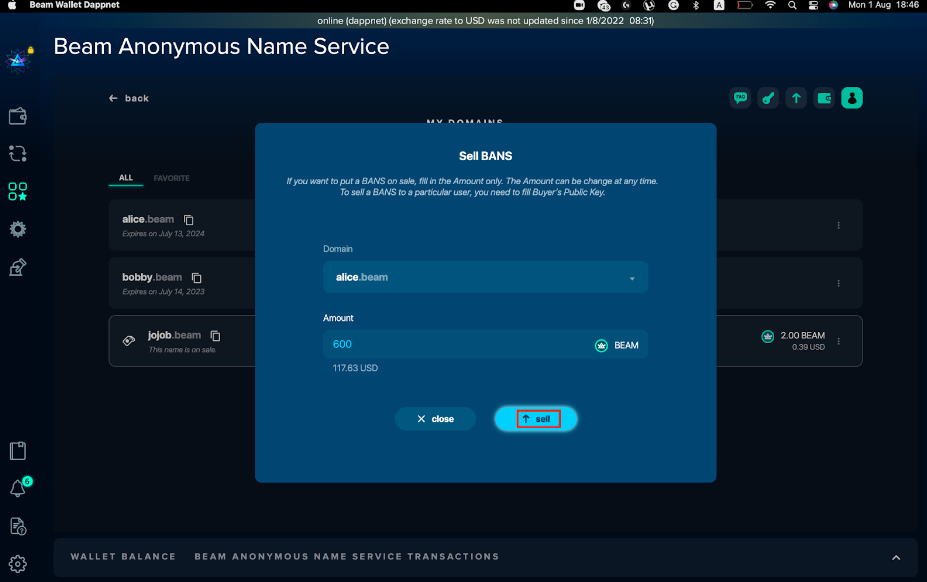 Beam Wallet Dappnet
A
Mon 1 Aug 18:46
online (dappnet) (exchange rate to USD was not updated since 1/8/2022 08:31)
Beam Anonymous Name Service
back
FAQ
MY DOMAINS
ALL
FAVORITE
Sell BANS
If you want to put a BANS on sale, fill in the Amount only. The Amount can be change at any time.
To sell a BANS to a particular user, you need to fill Buyer's Public Key.
alice.beam
Expires on July 13, 2024
bobby.beam
Expires on July 14, 2023
jojob.beam
This name is on sale.
2.00 BEAM
0.39 USD
Domain
alice.beam
Amount
600
BEAM
117.63 USD
close
sell
6
WALLET BALANCE
BEAM ANONYMOUS NAME SERVICE TRANSACTIONS